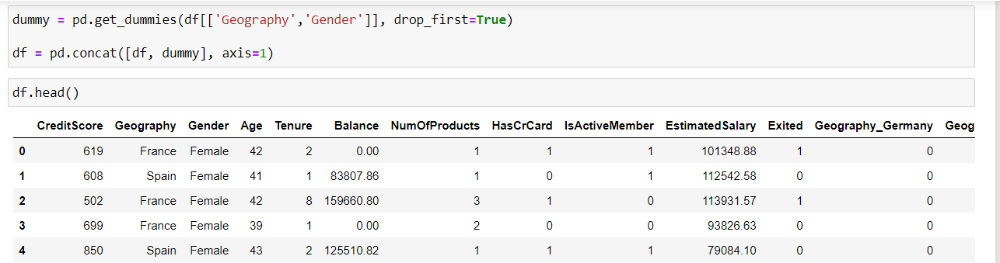 dummy = pd.get_dummies(df[['Geography','Gender']], drop_first=True)
df = pd.concat([df, dummy], axis=1)
df.head()
CreditScore Geography Gender Age Tenure Balance NumOfProducts HasCrCard IsActiveMember EstimatedSalary Exited Geography_Germany Geog
0 619 France Female 42 2 0.00 1 1 1 101348.88 1 0
1 608 Spain Female 41 1 83807.86 1 0 1 112542.58 0 0
2 502 France Female 42 8 159660.80 3 1 0 113931.57 1 0
3 699 France Female 39 1 0.00 2 0 0 93826.63 0 0
4 850 Spain Female 43 2 125510.82 1 1 1 79084.10 0 0